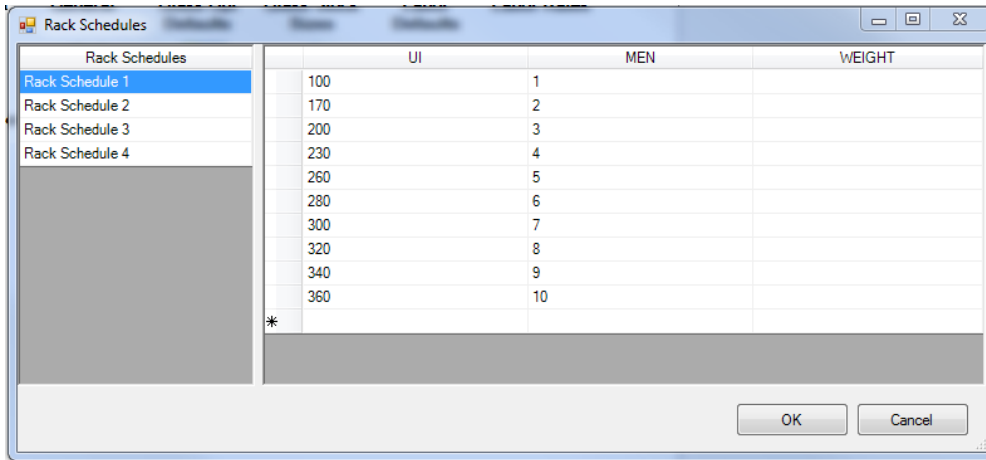 Rack Schedules
Rack Schedules UI MEN WEIGHT
Rack Schedule 1 100 1
Rack Schedule 2 170 2
Rack Schedule 3 200 3
Rack Schedule 4 230 4
260 5
280 6
300 7
320 8
340 9
360 10
*
OK Cancel